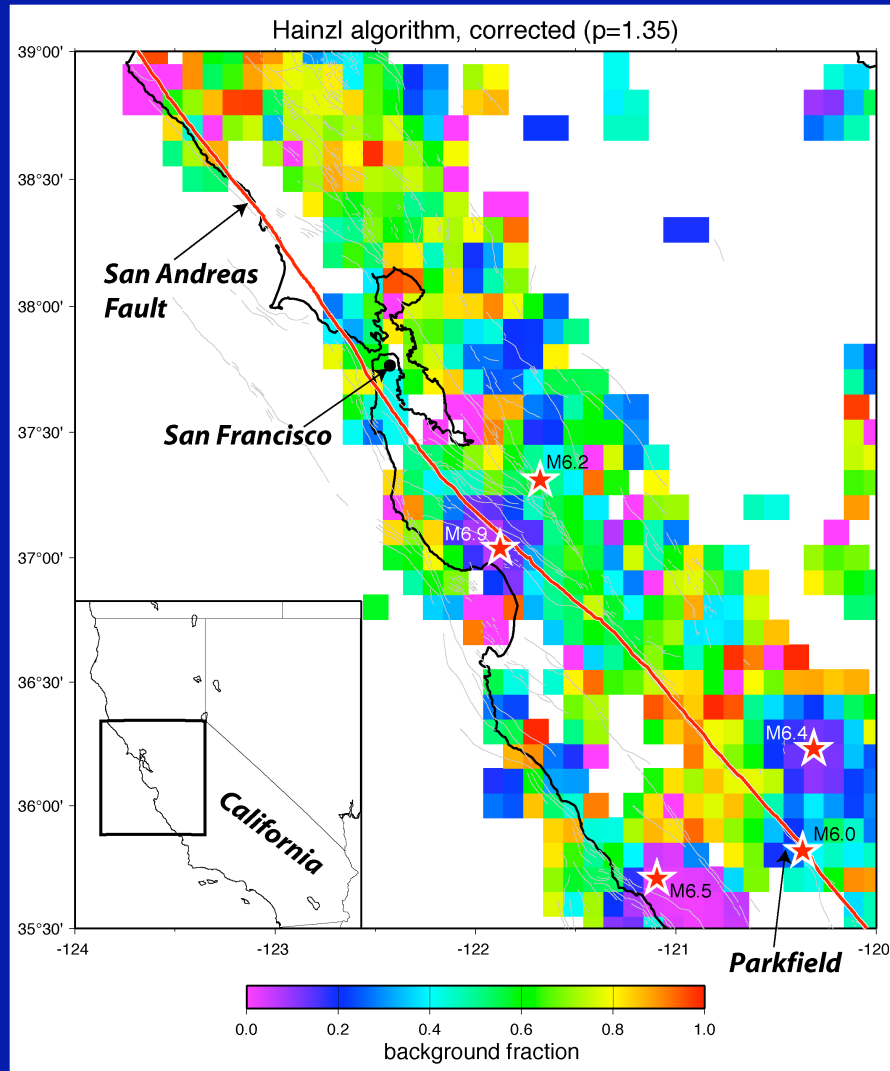 Hainzl algorithm, corrected (p=1.35)
39°00'
38°30'
San Andreas
Fault
38°00'
San Francisco
37°30'
M6.2
M6.9
37°00'
36°30'
M6.4
California
36°00'
M6.0
M6.5
35°30'
-124
-123
-122
-121
-120
Parkfield
0.0
0.2
0.4
0.6
0.8
1.0
background fraction